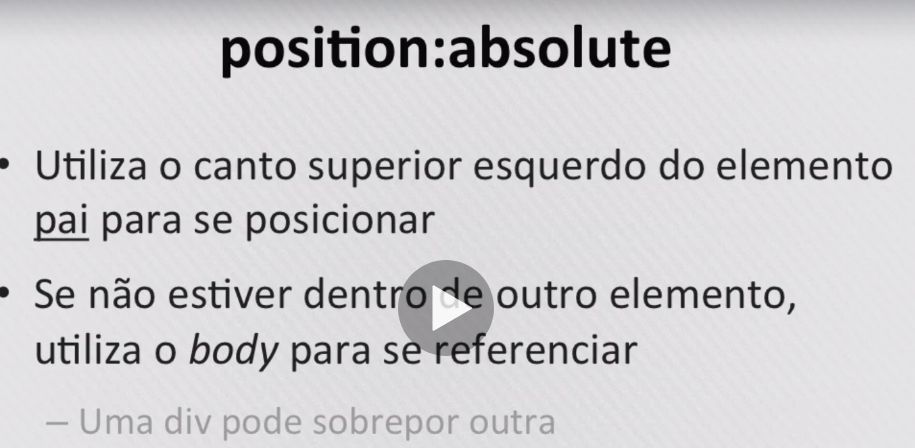 position:absolute
• Utiliza o canto superior esquerdo do elemento
pai para se posicionar
• Se não estiver dentro de outro elemento,
utiliza o body para se referenciar
– Uma div pode sobrepor outra